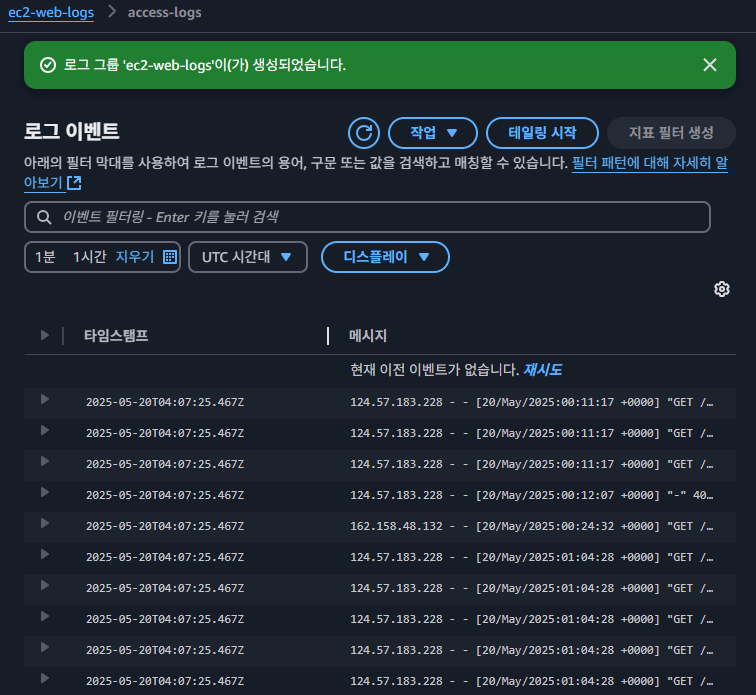 ec2-web-logs > access-logs
로그 그룹 'ec2-web-logs'이(가) 생성되었습니다.
로그 이벤트
작업
테일링 시작
지표 필터 생성
아래의 필터 막대를 사용하여 로그 이벤트의 용어, 구문 또는 값을 검색하고 매칭할 수 있습니다. 필터 패턴에 대해 자세히 알
아보기
이벤트 필터링 - Enter 키를 눌러 검색
1분 1시간 지우기 UTC 시간대 디스플레이
타임스탬프 메시지
현재 이전 이벤트가 없습니다. 재시도
2025-05-20T04:07:25.467Z 124.57.183.228 - - [20/May/2025:00:11:17 +0000] "GET /…
2025-05-20T04:07:25.467Z 124.57.183.228 - - [20/May/2025:00:11:17 +0000] "GET /…
2025-05-20T04:07:25.467Z 124.57.183.228 - - [20/May/2025:00:11:17 +0000] "GET /…
2025-05-20T04:07:25.467Z 124.57.183.228 - - [20/May/2025:00:12:07 +0000] "-" 40…
2025-05-20T04:07:25.467Z 162.158.48.132 - - [20/May/2025:00:24:32 +0000] "GET /…
2025-05-20T04:07:25.467Z 124.57.183.228 - - [20/May/2025:01:04:28 +0000] "GET /…
2025-05-20T04:07:25.467Z 124.57.183.228 - - [20/May/2025:01:04:28 +0000] "GET /…
2025-05-20T04:07:25.467Z 124.57.183.228 - - [20/May/2025:01:04:28 +0000] "GET /…
2025-05-20T04:07:25.467Z 124.57.183.228 - - [20/May/2025:01:04:28 +0000] "GET /…
2025-05-20T04:07:25.467Z 124.57.183.228 - - [20/May/2025:01:04:28 +0000] "GET /…